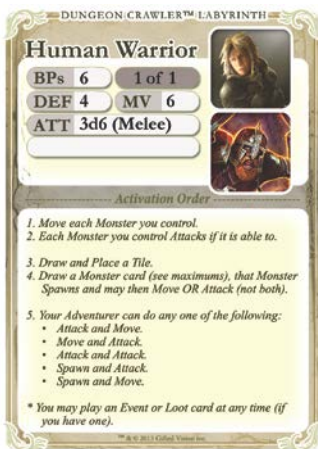 DUNGEON CRAWLER™ LABYRINTH
Human Warrior
BPs 6 1 of 1
DEF 4 MV 6
ATT 3d6 (Melee)
Activation Order
1. Move each Monster you control.
2. Each Monster you control Attacks if it is able to.
3. Draw and Place a Tile.
4. Draw a Monster card (see maximums), that Monster
Spawns and may then Move OR Attack (not both).
5. Your Adventurer can do any one of the following:
• Attack and Move.
• Move and Attack.
• Attack and Attack.
• Spawn and Attack.
• Spawn and Move.
* You may play an Event or Loot card at any time (if
you have one).
™ & © 2013 Gifted Vision Inc.